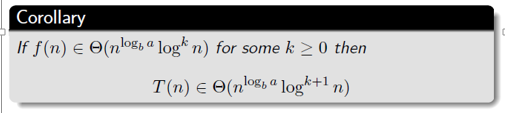 Corollary
If f(n) ∈ Θ(n^{log_b a} log^k n) for some k ≥ 0 then
T(n) ∈ Θ(n^{log_b a} log^{k+1} n)